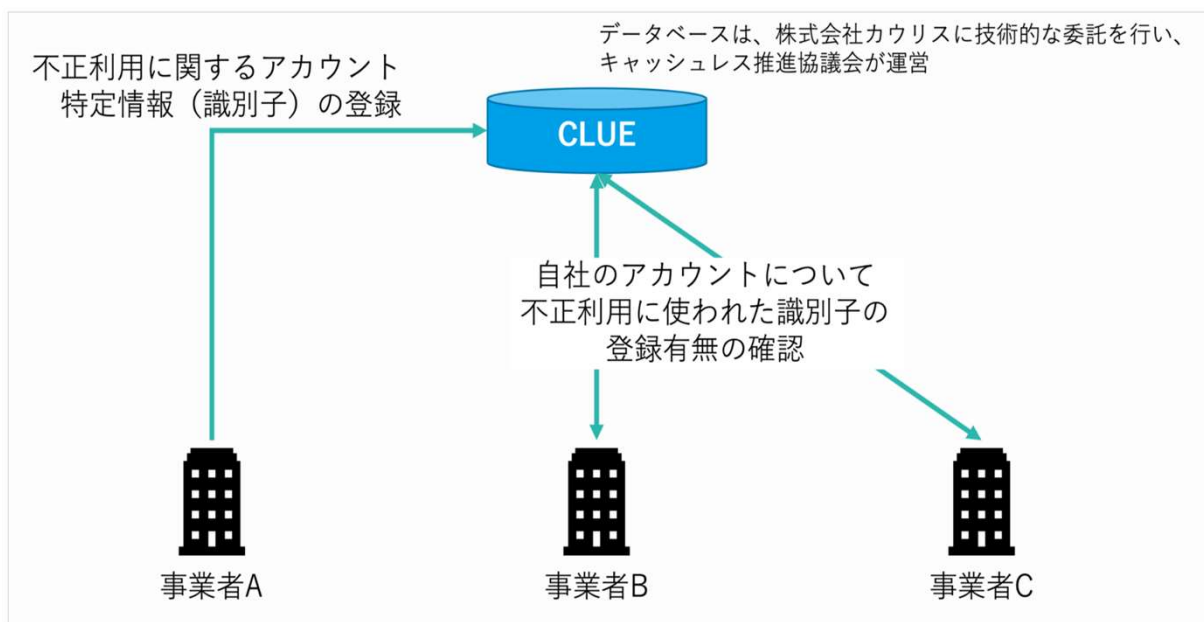 データベースは、株式会社カウリスに技術的な委託を行い、
キャッシュレス推進協議会が運営
不正利用に関するアカウント
特定情報（識別子）の登録
CLUE
自社のアカウントについて
不正利用に使われた識別子の
登録有無の確認
事業者A
事業者B
事業者C